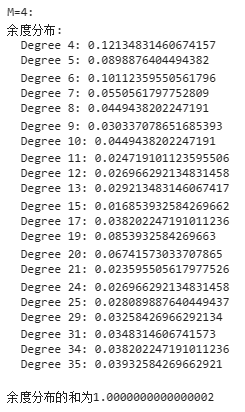 M=4:
余度分布:
Degree 4: 0.12134831460674157
Degree 5: 0.0898876404494382
Degree 6: 0.10112359550561796
Degree 7: 0.0550561797752809
Degree 8: 0.0449438202247191
Degree 9: 0.030337078651685393
Degree 10: 0.0449438202247191
Degree 11: 0.024719101123595506
Degree 12: 0.026966292134831458
Degree 13: 0.029213483146067417
Degree 15: 0.016853932584269662
Degree 17: 0.038202247191011236
Degree 19: 0.0853932584269663
Degree 20: 0.06741573033707865
Degree 21: 0.023595505617977526
Degree 24: 0.026966292134831458
Degree 25: 0.028089887640449437
Degree 29: 0.03258426966292134
Degree 31: 0.0348314606741573
Degree 34: 0.038202247191011236
Degree 35: 0.03932584269662921
余度分布的和为1.0000000000000002